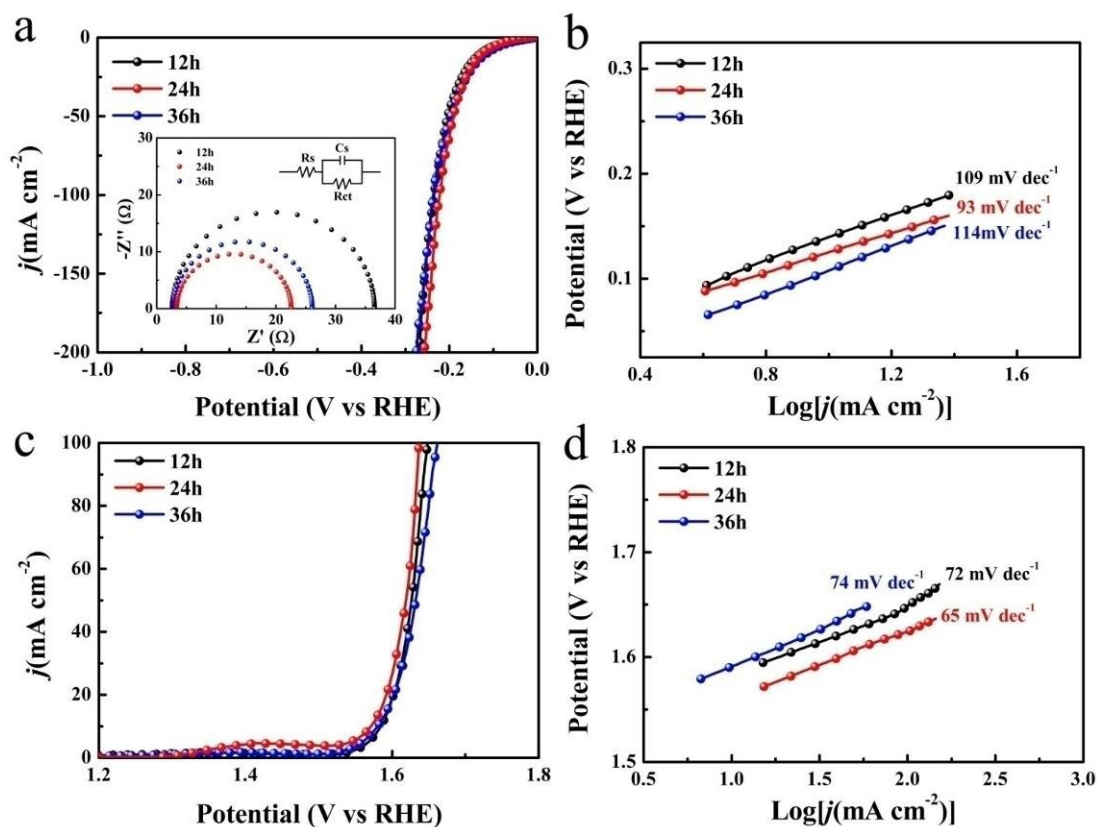 a
12h
24h
36h
j(mA cm⁻²)
0
-50
-100
-150
-200
-1.0 -0.8 -0.6 -0.4 -0.2 0.0
Potential (V vs RHE)
12h
24h
36h
Rs Cs
Rct
-Z'' (Ω)
30
20
10
0
0 10 20 30 40
Z' (Ω)
b
12h
24h
36h
Potential (V vs RHE)
0.3
0.2
0.1
109 mV dec⁻¹
93 mV dec⁻¹
114mV dec⁻¹
0.4 0.8 1.2 1.6
Log[j(mA cm⁻²)]
c
12h
24h
36h
j(mA cm⁻²)
100
80
60
40
20
0
1.2 1.4 1.6 1.8
Potential (V vs RHE)
d
12h
24h
36h
Potential (V vs RHE)
1.8
1.7
1.6
1.5
74 mV dec⁻¹
72 mV dec⁻¹
65 mV dec⁻¹
0.5 1.0 1.5 2.0 2.5 3.0
Log[j(mA cm⁻²)]